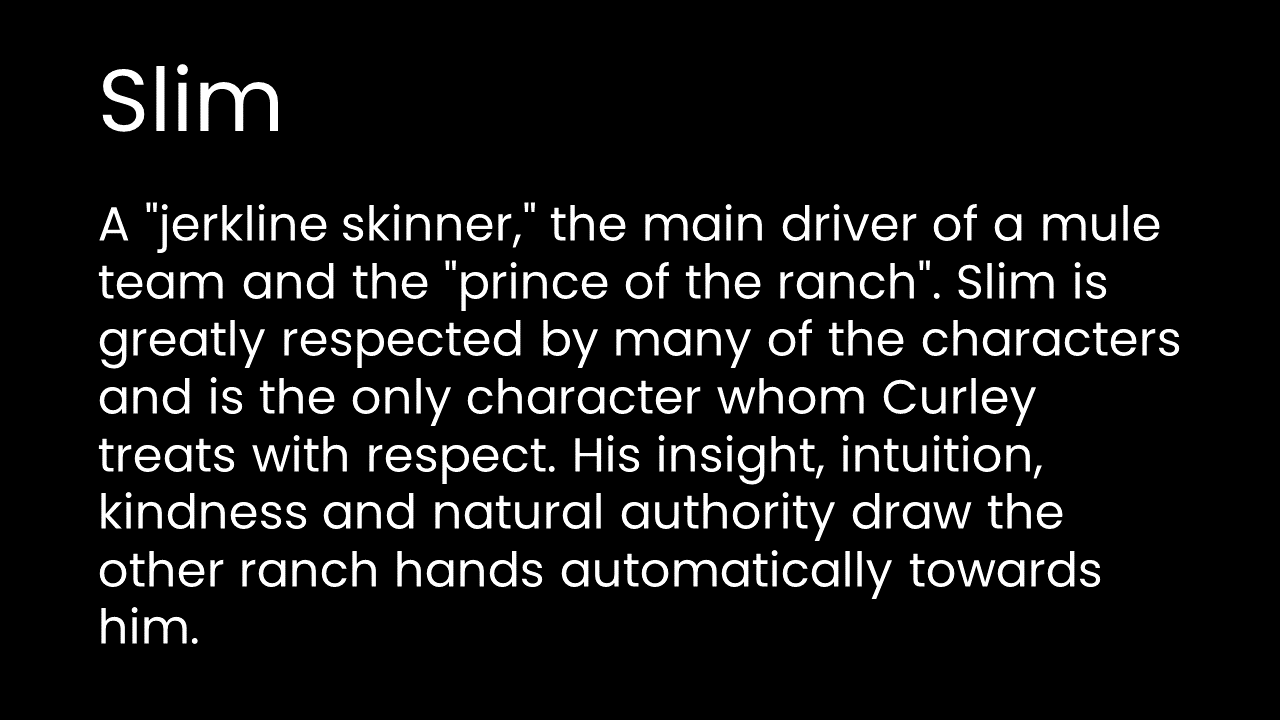 Slim
A "jerkline skinner," the main driver of a mule
team and the "prince of the ranch". Slim is
greatly respected by many of the characters
and is the only character whom Curley
treats with respect. His insight, intuition,
kindness and natural authority draw the
other ranch hands automatically towards
him.